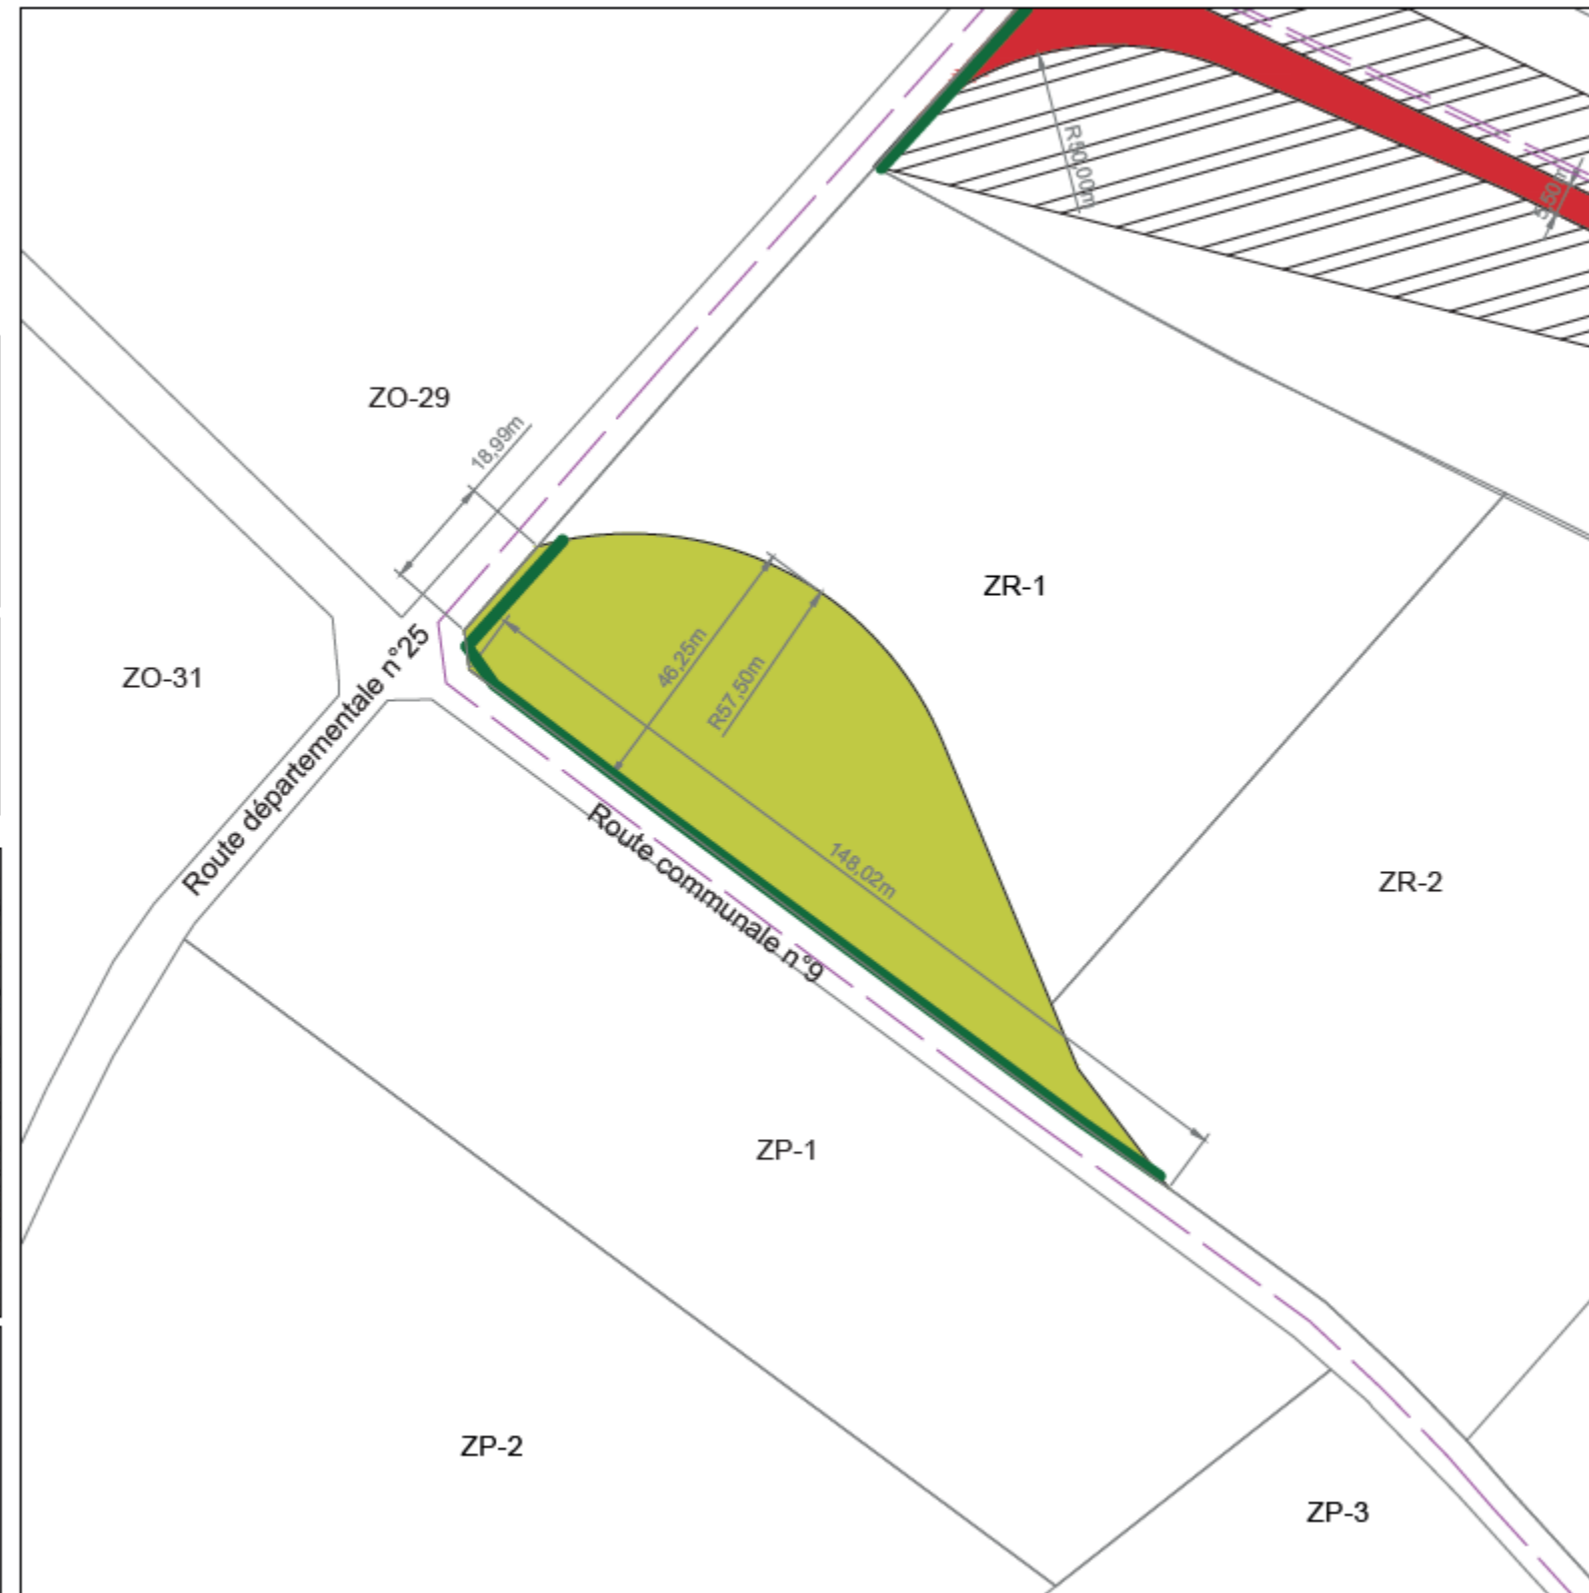 R50,00m
ZO-29
18,99m
ZR-1
ZO-31
Route départementale n°25
46,25m
R57,50m
Route communale n°9
148,02m
ZR-2
ZP-1
ZP-2
ZP-3